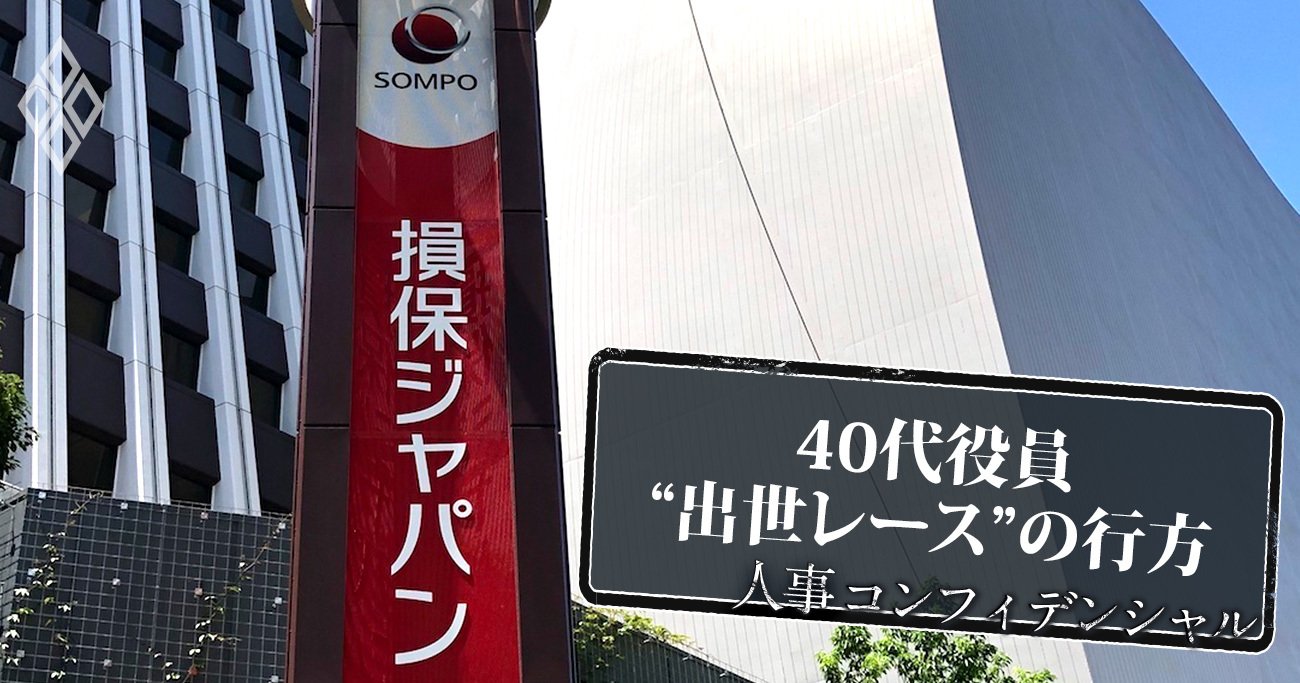 SOMPO
損保ジャパン
40代役員
“出世レース”の行方
人事コンフィデンシャル